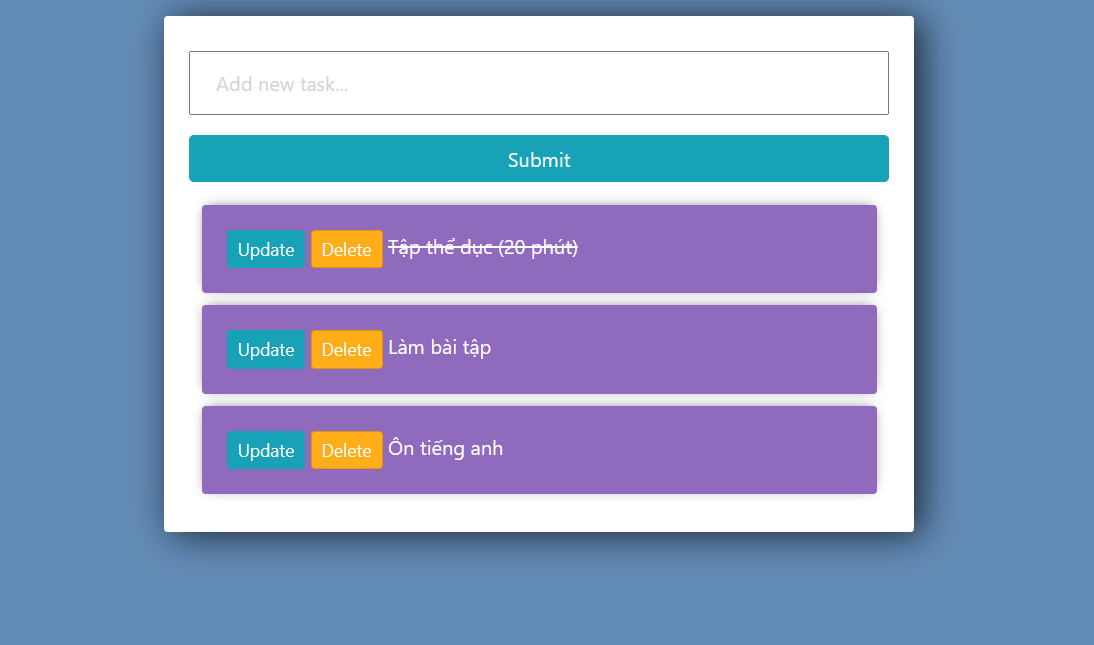 Add new task...
Submit
Update Delete Tập thể dục (20 phút)
Update Delete Làm bài tập
Update Delete Ôn tiếng anh